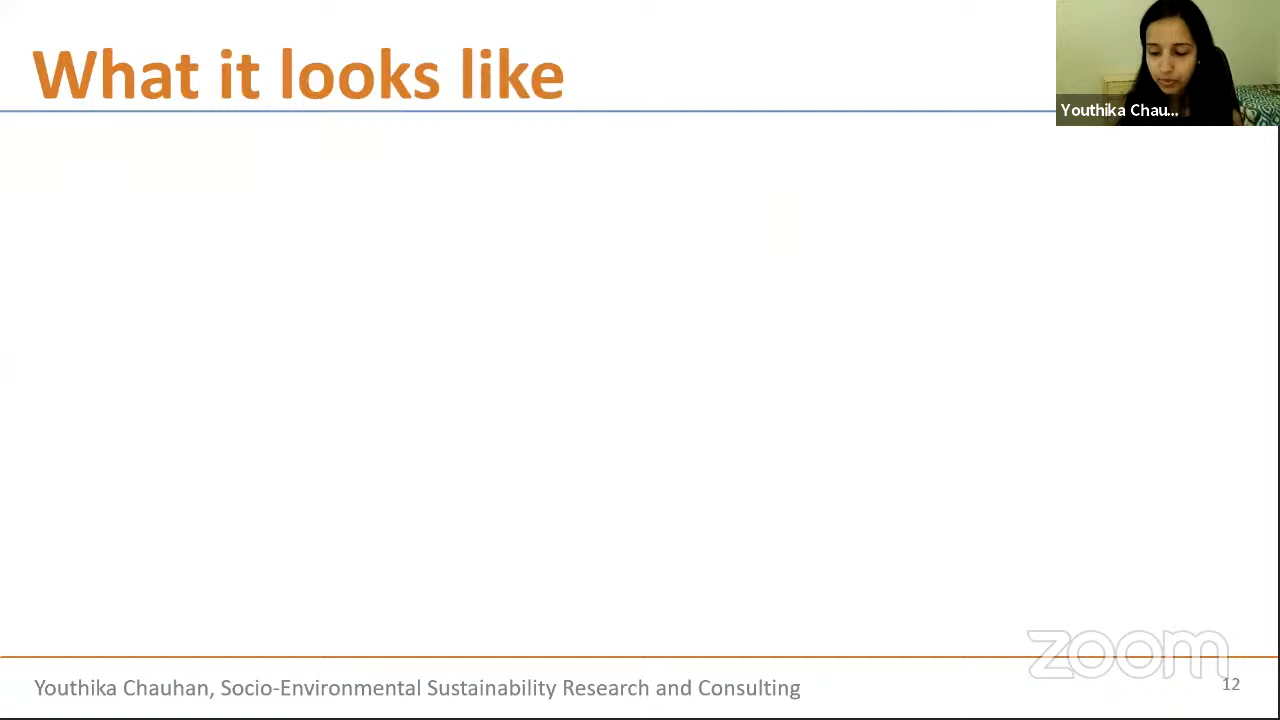 What it looks like
Youthika Chau...
zoom
Youthika Chauhan, Socio-Environmental Sustainability Research and Consulting
12